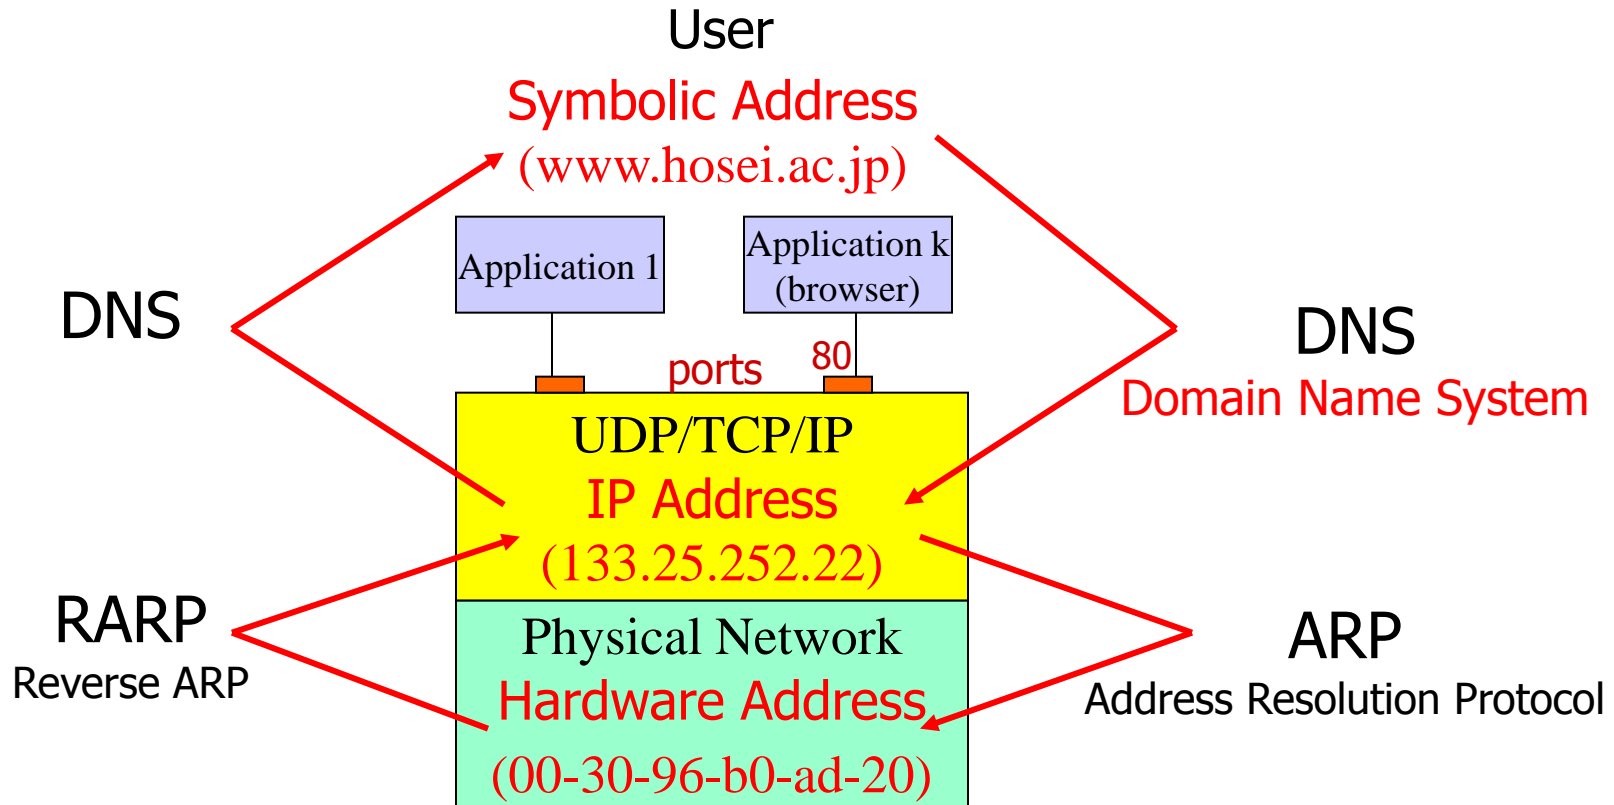 User
Symbolic Address
(www.hosei.ac.jp)
Application 1
Application k
(browser)
DNS
ports
80
DNS
Domain Name System
UDP/TCP/IP
IP Address
(133.25.252.22)
RARP
Reverse ARP
Physical Network
Hardware Address
(00-30-96-b0-ad-20)
ARP
Address Resolution Protocol